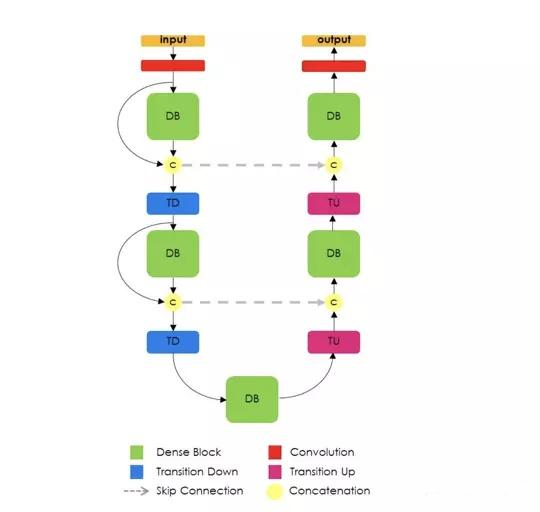 input output
DB DB
c c
TD TU
DB DB
c c
TD TU
DB
Dense Block Convolution
Transition Down Transition Up
Skip Connection Concatenation